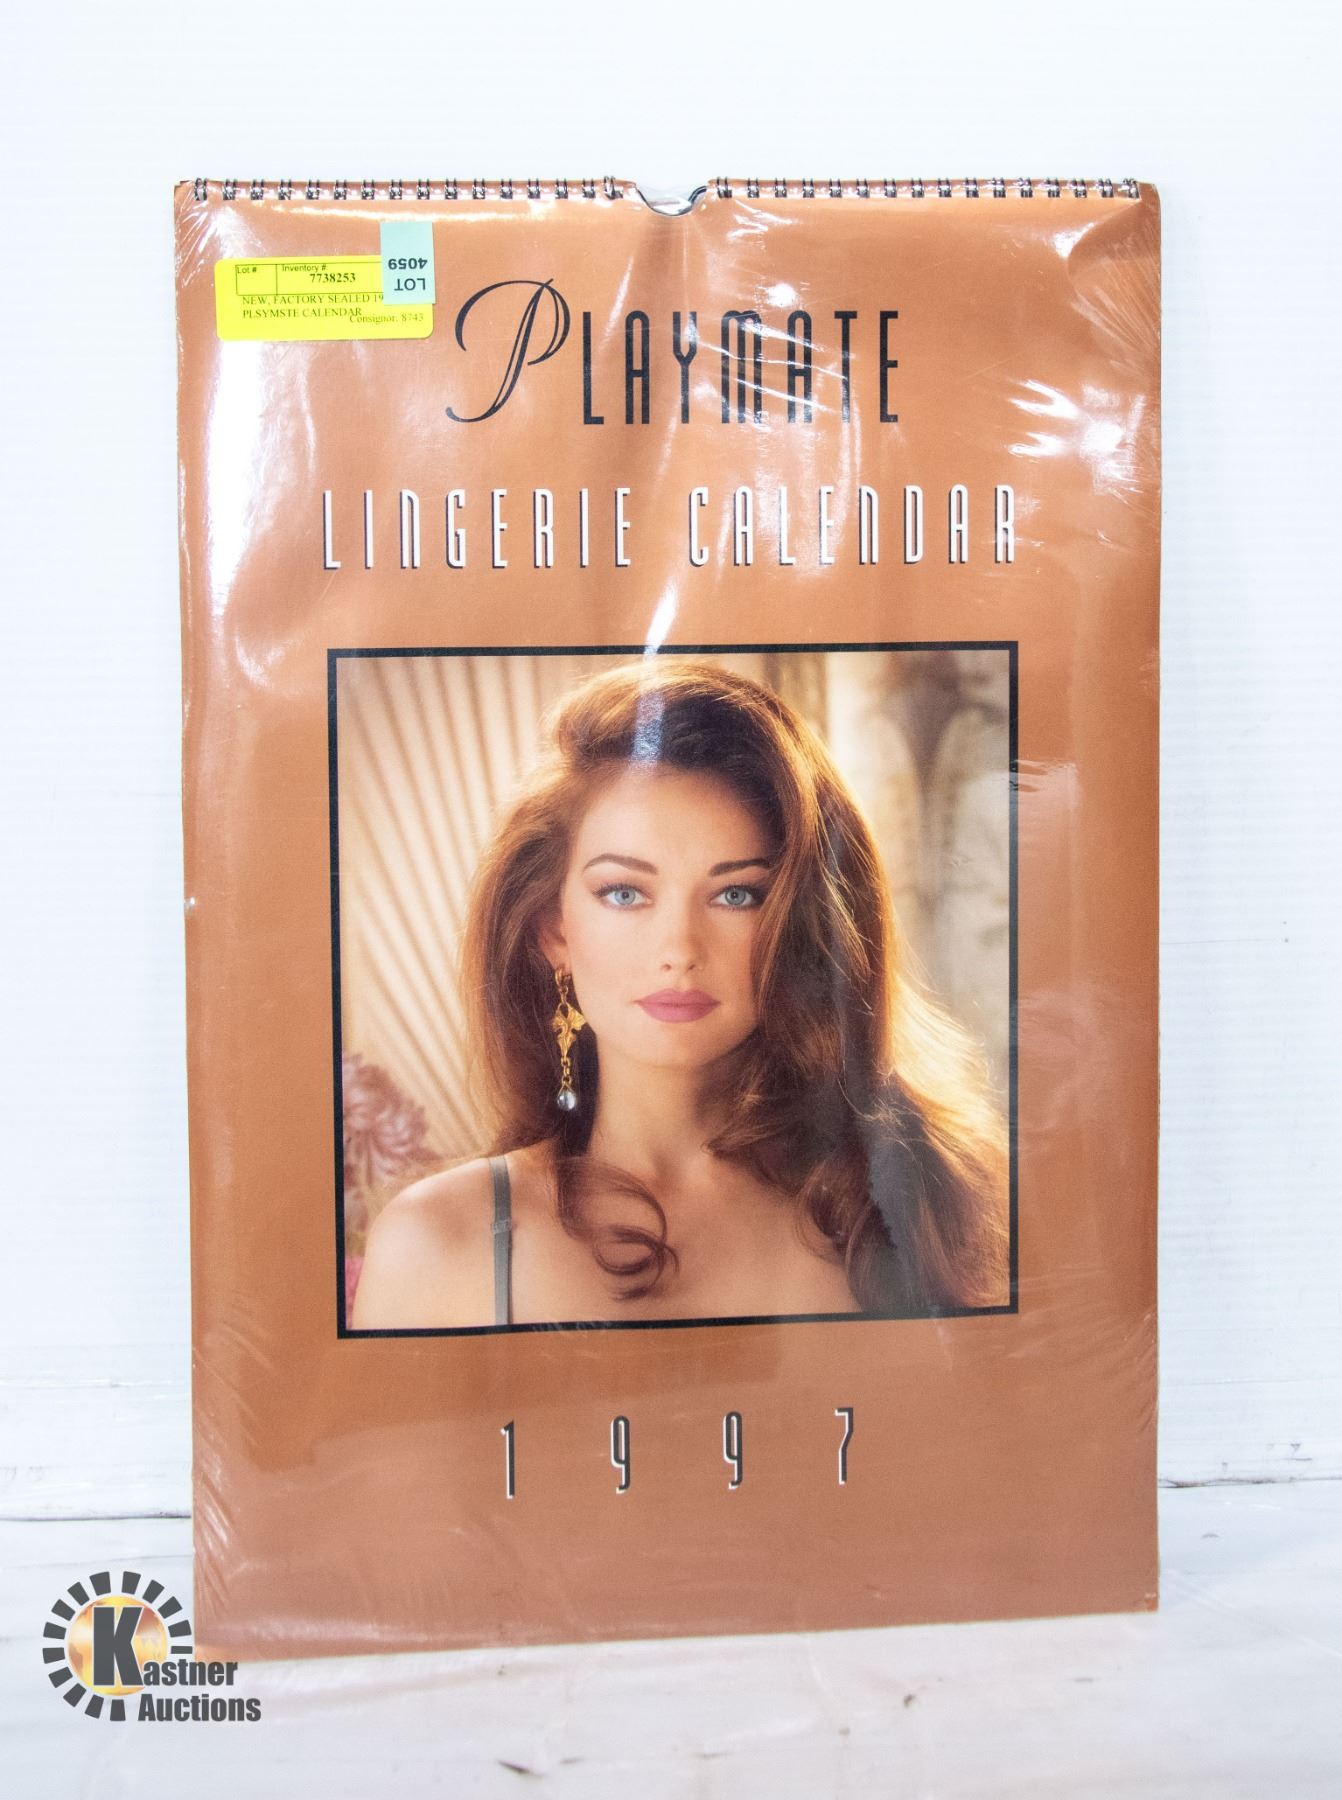 Lot # Inventory #
7738253
LOT
4059
NEW, FACTORY SEALED 19
PLSYMSTE CALENDAR
Consignor: 8743
PLAYMATE
LINGERIE CALENDAR
1997
Kastner
Auctions